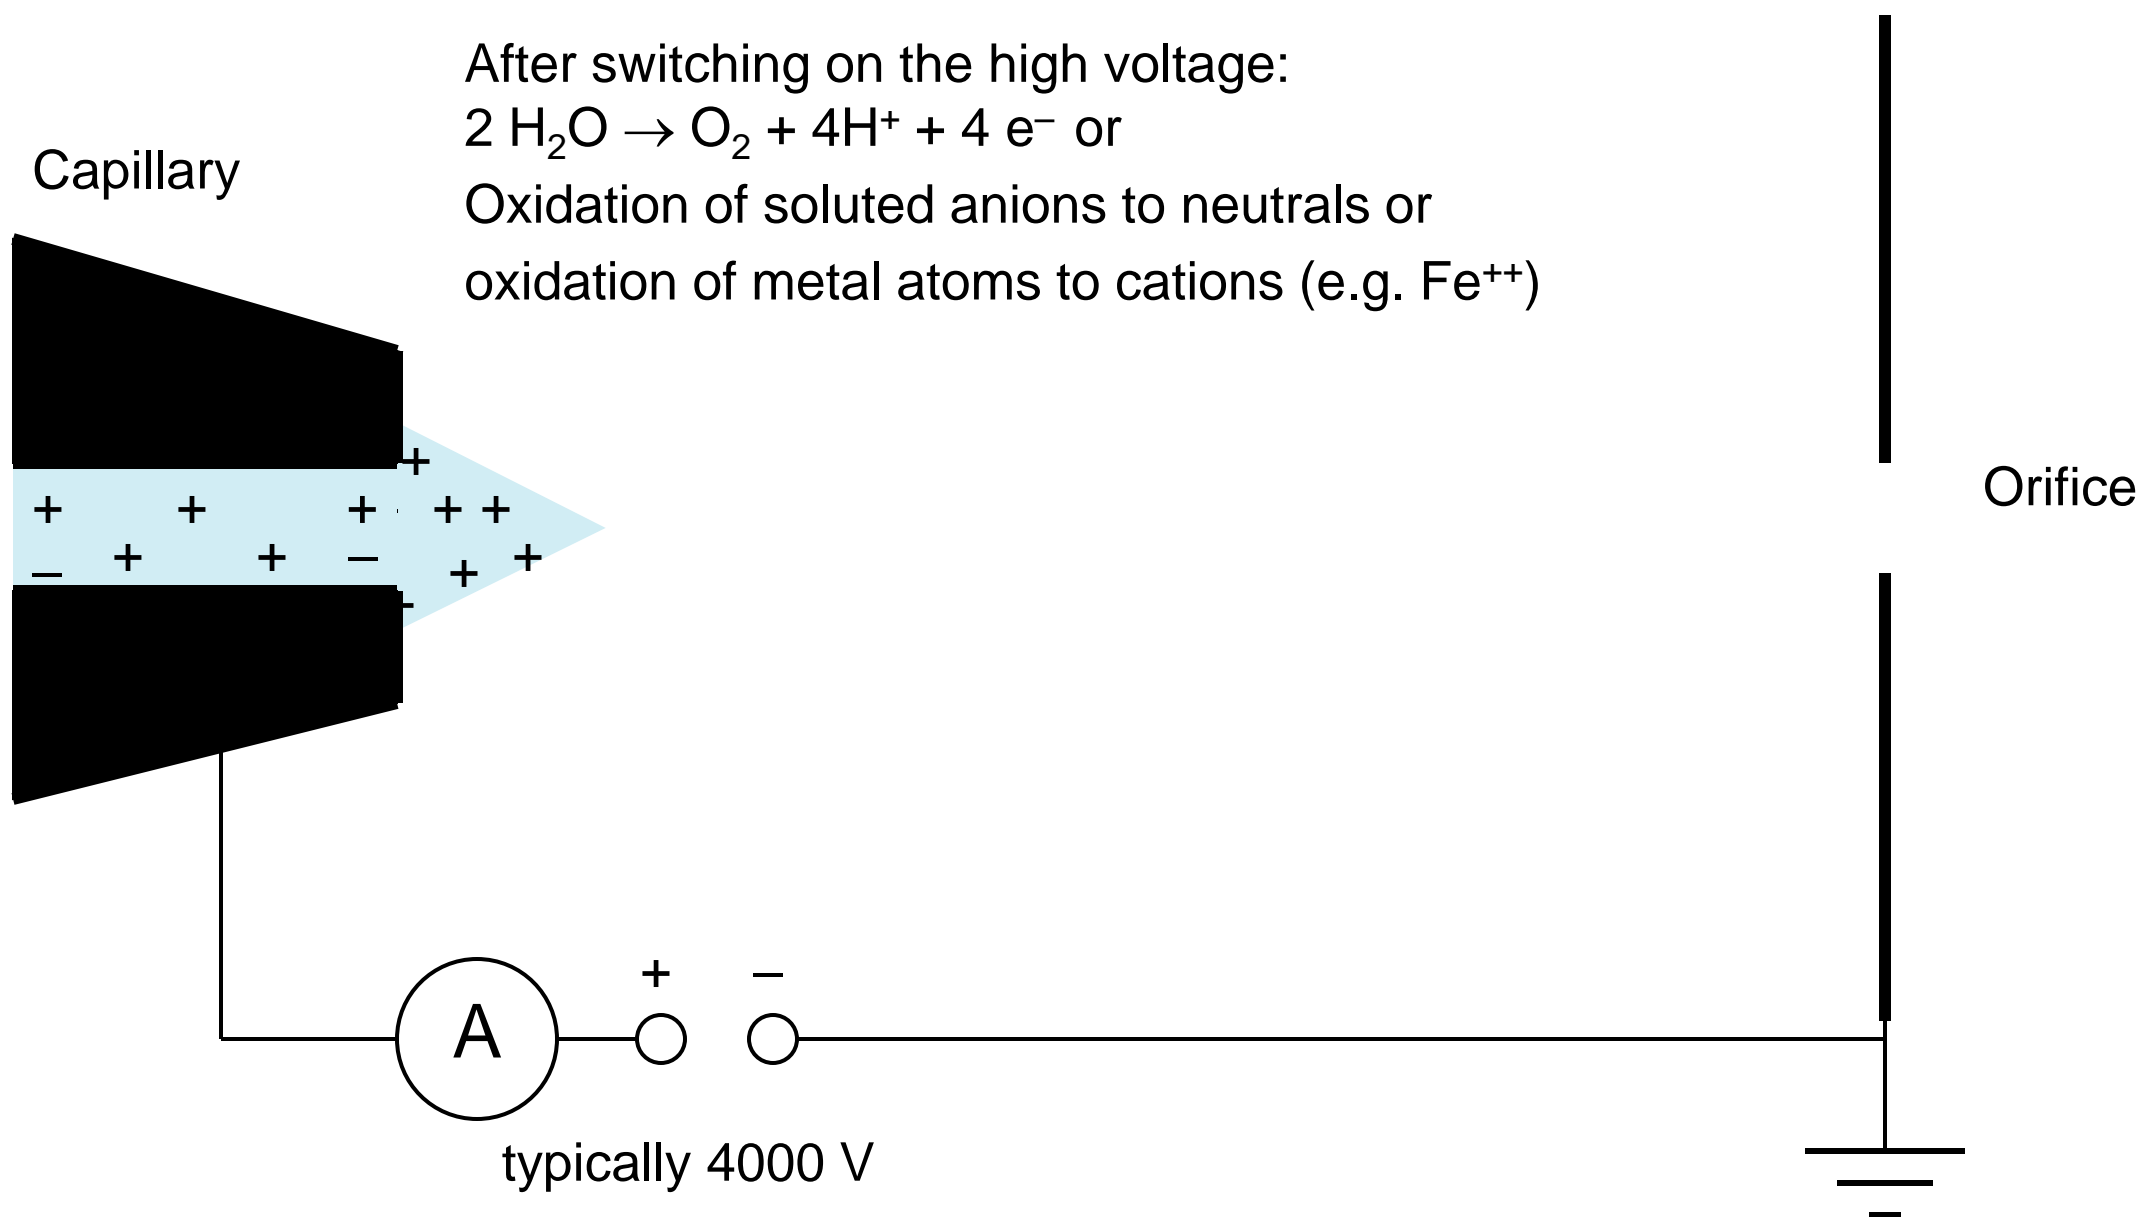 After switching on the high voltage:
2 H₂O → O₂ + 4H⁺ + 4 e⁻ or
Capillary
Oxidation of soluted anions to neutrals or
oxidation of metal atoms to cations (e.g. Fe⁺⁺)
+
+ + + + +
+ + – +
– +
Orifice
+ –
A
typically 4000 V